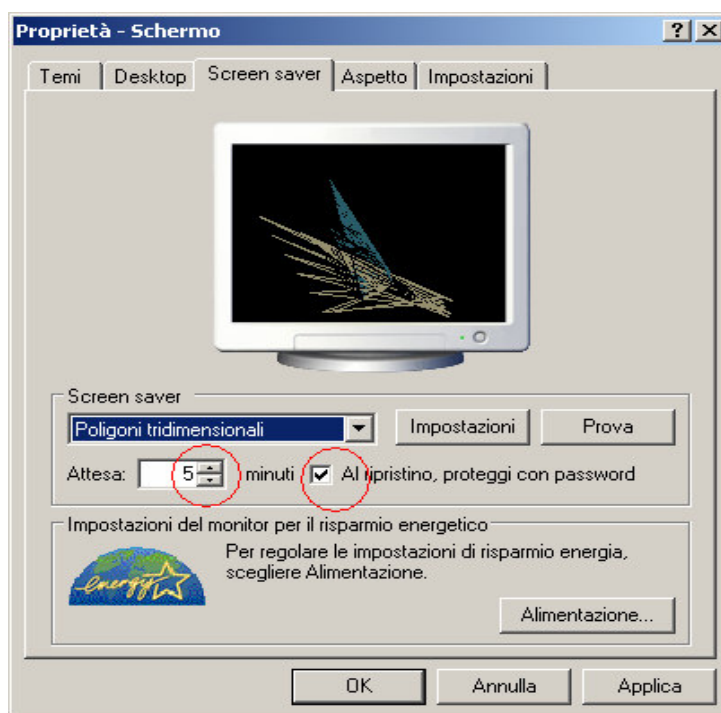 Proprietà - Schermo
Temi Desktop Screen saver Aspetto Impostazioni
Screen saver
Poligoni tridimensionali Impostazioni Prova
Attesa: 5 minuti Al ripristino, proteggi con password
Impostazioni del monitor per il risparmio energetico
Per regolare le impostazioni di risparmio energia,
scegliere Alimentazione.
energy
Alimentazione...
OK Annulla Applica